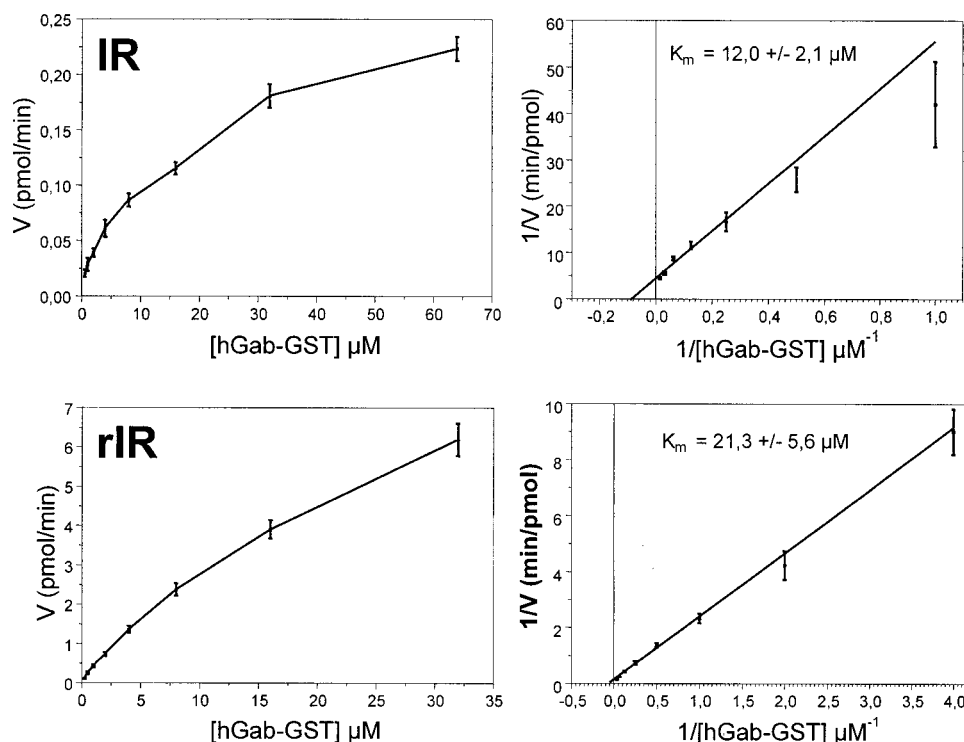 IR
V (pmol/min)
0,25
0,20
0,15
0,10
0,05
0,00
0 10 20 30 40 50 60 70
[hGab-GST] µM
K_m = 12,0 +/- 2,1 µM
1/V (min/pmol)
60
50
40
30
20
10
0
-0,2 0,0 0,2 0,4 0,6 0,8 1,0
1/[hGab-GST] µM⁻¹
rIR
V (pmol/min)
7
6
5
4
3
2
1
0
0 5 10 15 20 25 30 35
[hGab-GST] µM
K_m = 21,3 +/- 5,6 µM
1/V (min/pmol)
10
8
6
4
2
0
-0,5 0,0 0,5 1,0 1,5 2,0 2,5 3,0 3,5 4,0
1/[hGab-GST] µM⁻¹